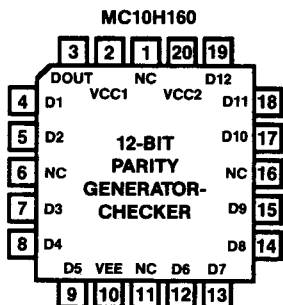 MC10H160
3 2 1 20 19
DOUT NC D12
VCC1 VCC2
4 D1 D11 18
5 D2 12-BIT D10 17
6 NC PARITY NC 16
GENERATOR-
7 D3 CHECKER D9 15
8 D4 D8 14
D5 VEE NC D6 D7
9 10 11 12 13